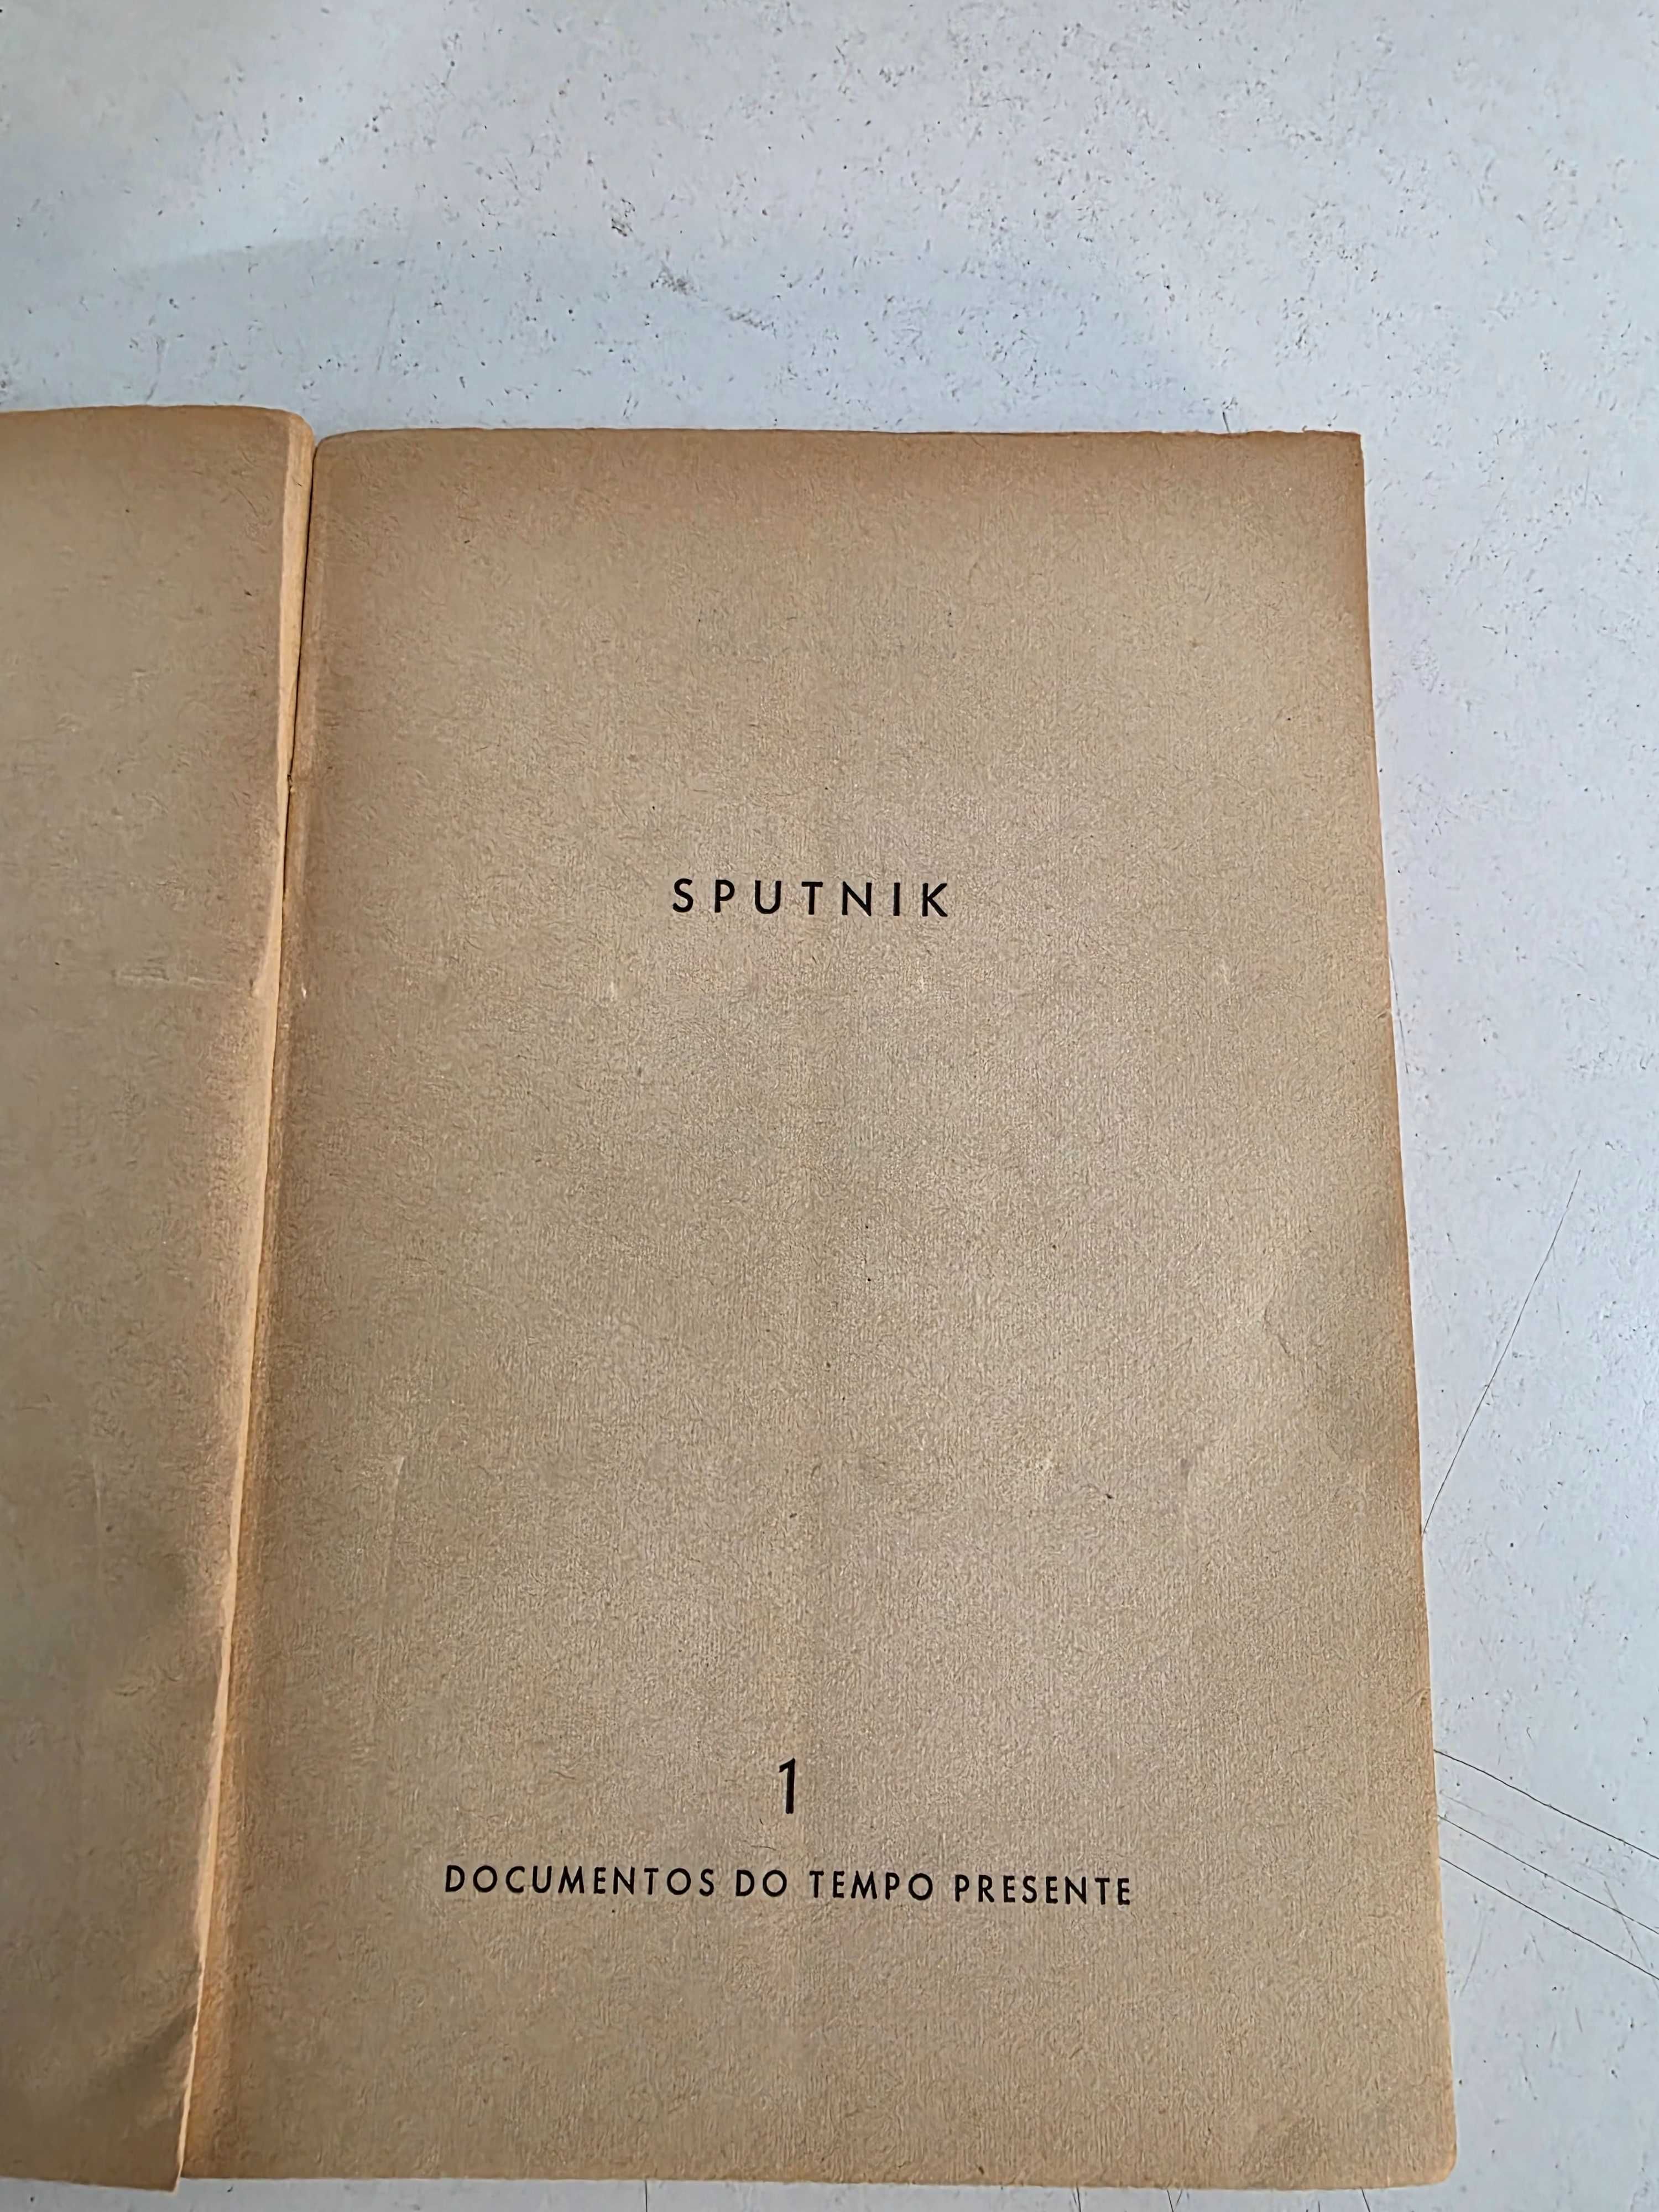 SPUTNIK
1
DOCUMENTOS DO TEMPO PRESENTE